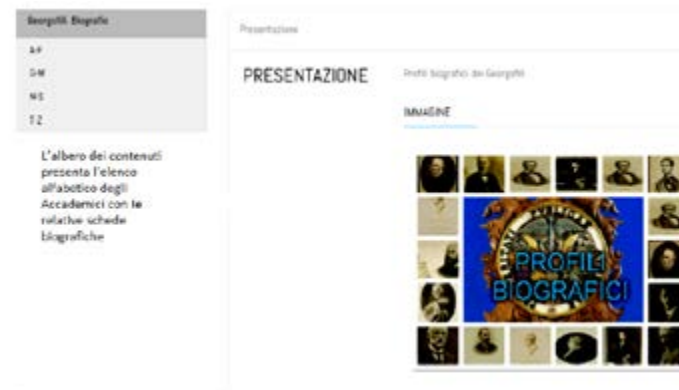 Georgofili: Biografie
A-F
G-M
N-S
T-Z
L'albero dei contenuti
presenta l'elenco
alfabetico degli
Accademici con le
relative schede
biografiche
Presentazione
PRESENTAZIONE
Profili biografici dei Georgofili
IMMAGINE
PUBLICAE
PROFILI
BIOGRAFICI